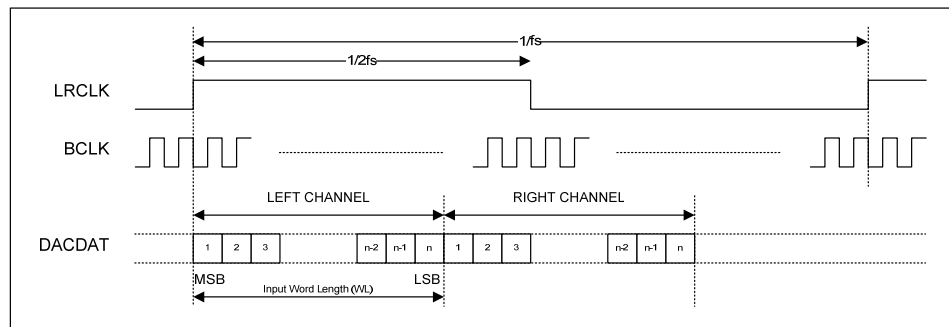 1/fs
1/2fs
LRCLK
BCLK
LEFT CHANNEL RIGHT CHANNEL
DACDAT 1 2 3 n-2 n-1 n 1 2 3 n-2 n-1 n
MSB LSB
Input Word Length (WL)